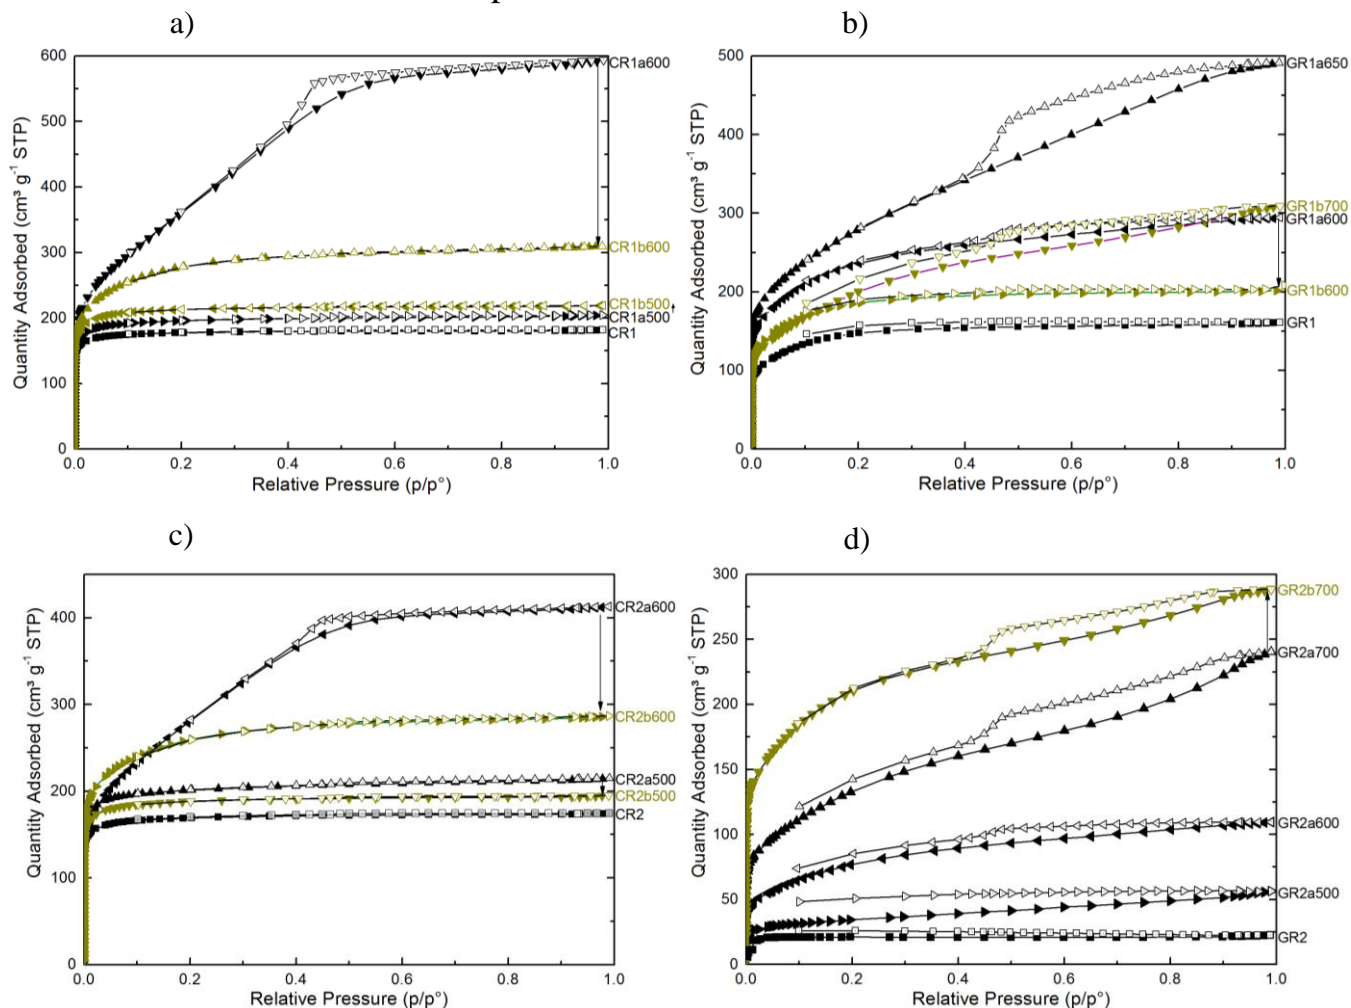 a)
b)
600
500
400
300
200
100
0
0.0 0.2 0.4 0.6 0.8 1.0
Quantity Adsorbed (cm³ g⁻¹ STP)
Relative Pressure (p/p°)
CR1a600
CR1b600
CR1b500
CR1a500
CR1
500
400
300
200
100
0
0.0 0.2 0.4 0.6 0.8 1.0
Quantity Adsorbed (cm³ g⁻¹ STP)
Relative Pressure (p/p°)
GR1a650
GR1b700
GR1a600
GR1b600
GR1
c)
d)
400
300
200
100
0
0.0 0.2 0.4 0.6 0.8 1.0
Quantity Adsorbed (cm³ g⁻¹ STP)
Relative Pressure (p/p°)
CR2a600
CR2b600
CR2a500
CR2b500
CR2
300
250
200
150
100
50
0
0.0 0.2 0.4 0.6 0.8 1.0
Quantity Adsorbed (cm³ g⁻¹ STP)
Relative Pressure (p/p°)
GR2b700
GR2a700
GR2a600
GR2a500
GR2